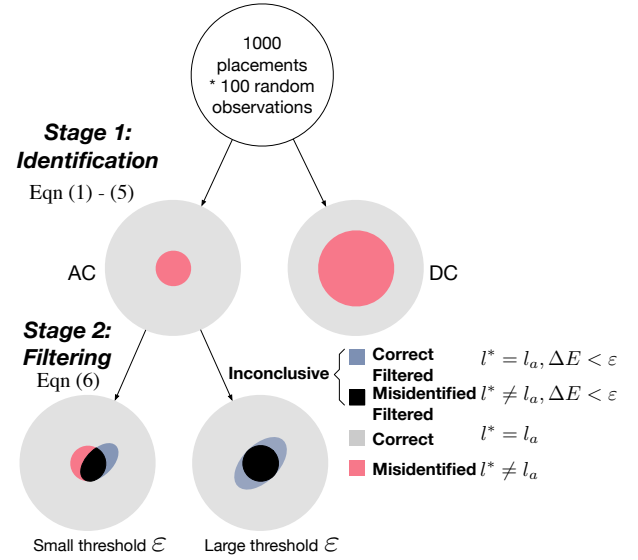 1000
placements
* 100 random
observations
Stage 1:
Identification
Eqn (1) - (5)
AC
DC
Stage 2:
Filtering
Eqn (6)
Inconclusive
Correct
Filtered
l* = l_a, ΔE < ε
Misidentified
Filtered
l* ≠ l_a, ΔE < ε
Correct
l* = l_a
Misidentified
l* ≠ l_a
Small threshold ε
Large threshold ε